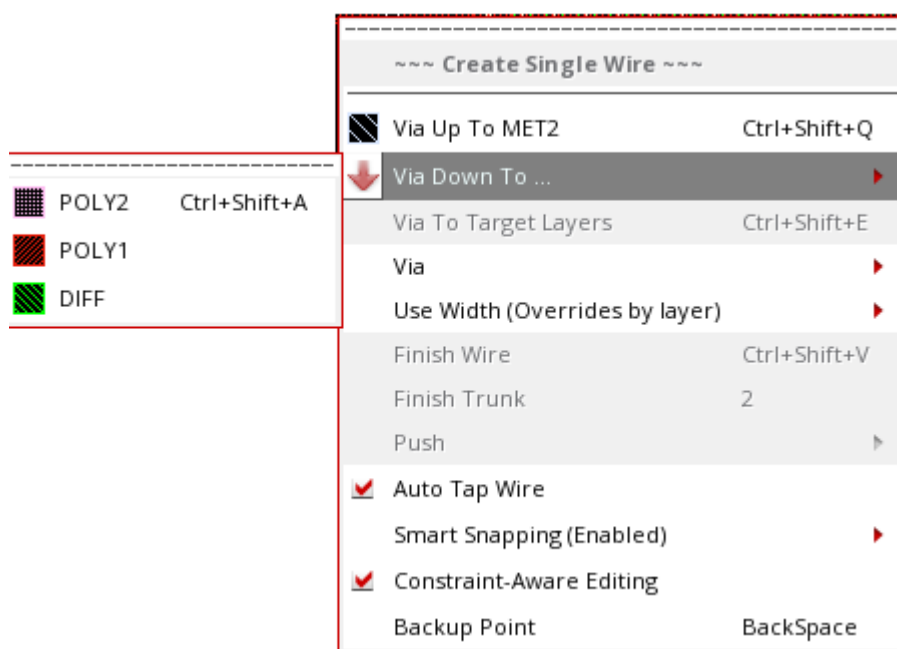 ~~~ Create Single Wire ~~~
Via Up To MET2 Ctrl+Shift+Q
Via Down To ...
POLY2 Ctrl+Shift+A
POLY1
DIFF
Via To Target Layers Ctrl+Shift+E
Via
Use Width (Overrides by layer)
Finish Wire Ctrl+Shift+V
Finish Trunk 2
Push
Auto Tap Wire
Smart Snapping (Enabled)
Constraint-Aware Editing
Backup Point BackSpace